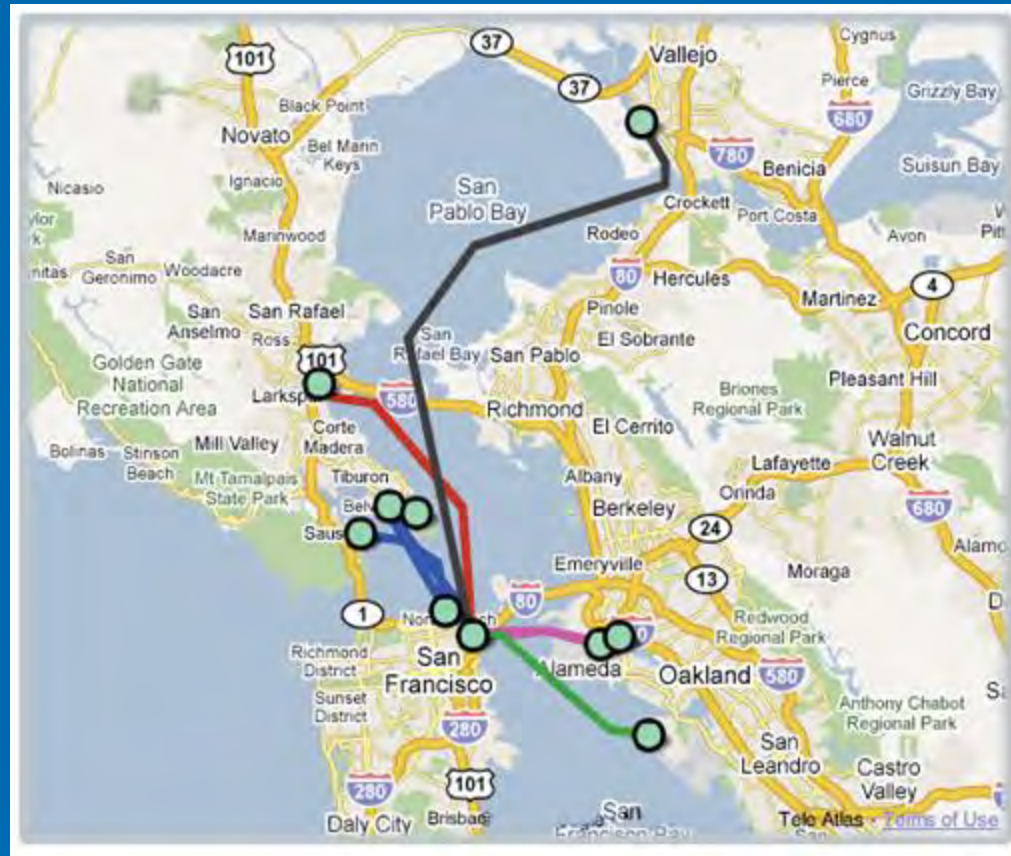 37
Cygnus
101
Vallejo
37
Pierce
Grizzly Bay
Black Point
680
Novato
Bel Marin
Keys
780
Benicia
Suisun Bay
Nicasio
Ignacio
San
Pablo Bay
Crockett
Port Costa
Marinwood
Rodeo
Avon
San
Geronimo
Woodacre
80
Hercules
4
San
Anselmo
San Rafael
Pinole
Martinez
Ross
San
El Sobrante
Concord
101
San Pablo
Golden Gate
National
Recreation Area
580
Richmond
Briones
Regional Park
Pleasant Hill
Corte
Madera
El Cerrito
Bolinas
Stinson
Beach
Mill Valley
Walnut
Creek
Mt Tamalpais
State Park
Tiburon
Albany
Lafayette
Orinda
Berkeley
680
24
Emeryville
13
Moraga
80
1
Redwood
Regional Park
Richmond
District
San
Francisco
Alameda
Oakland
580
Sunset
District
Anthony Chabot
Regional Park
280
San
Leandro
Castro
Valley
280
101
Daly City
San
Tele Atlas - Terms of Use